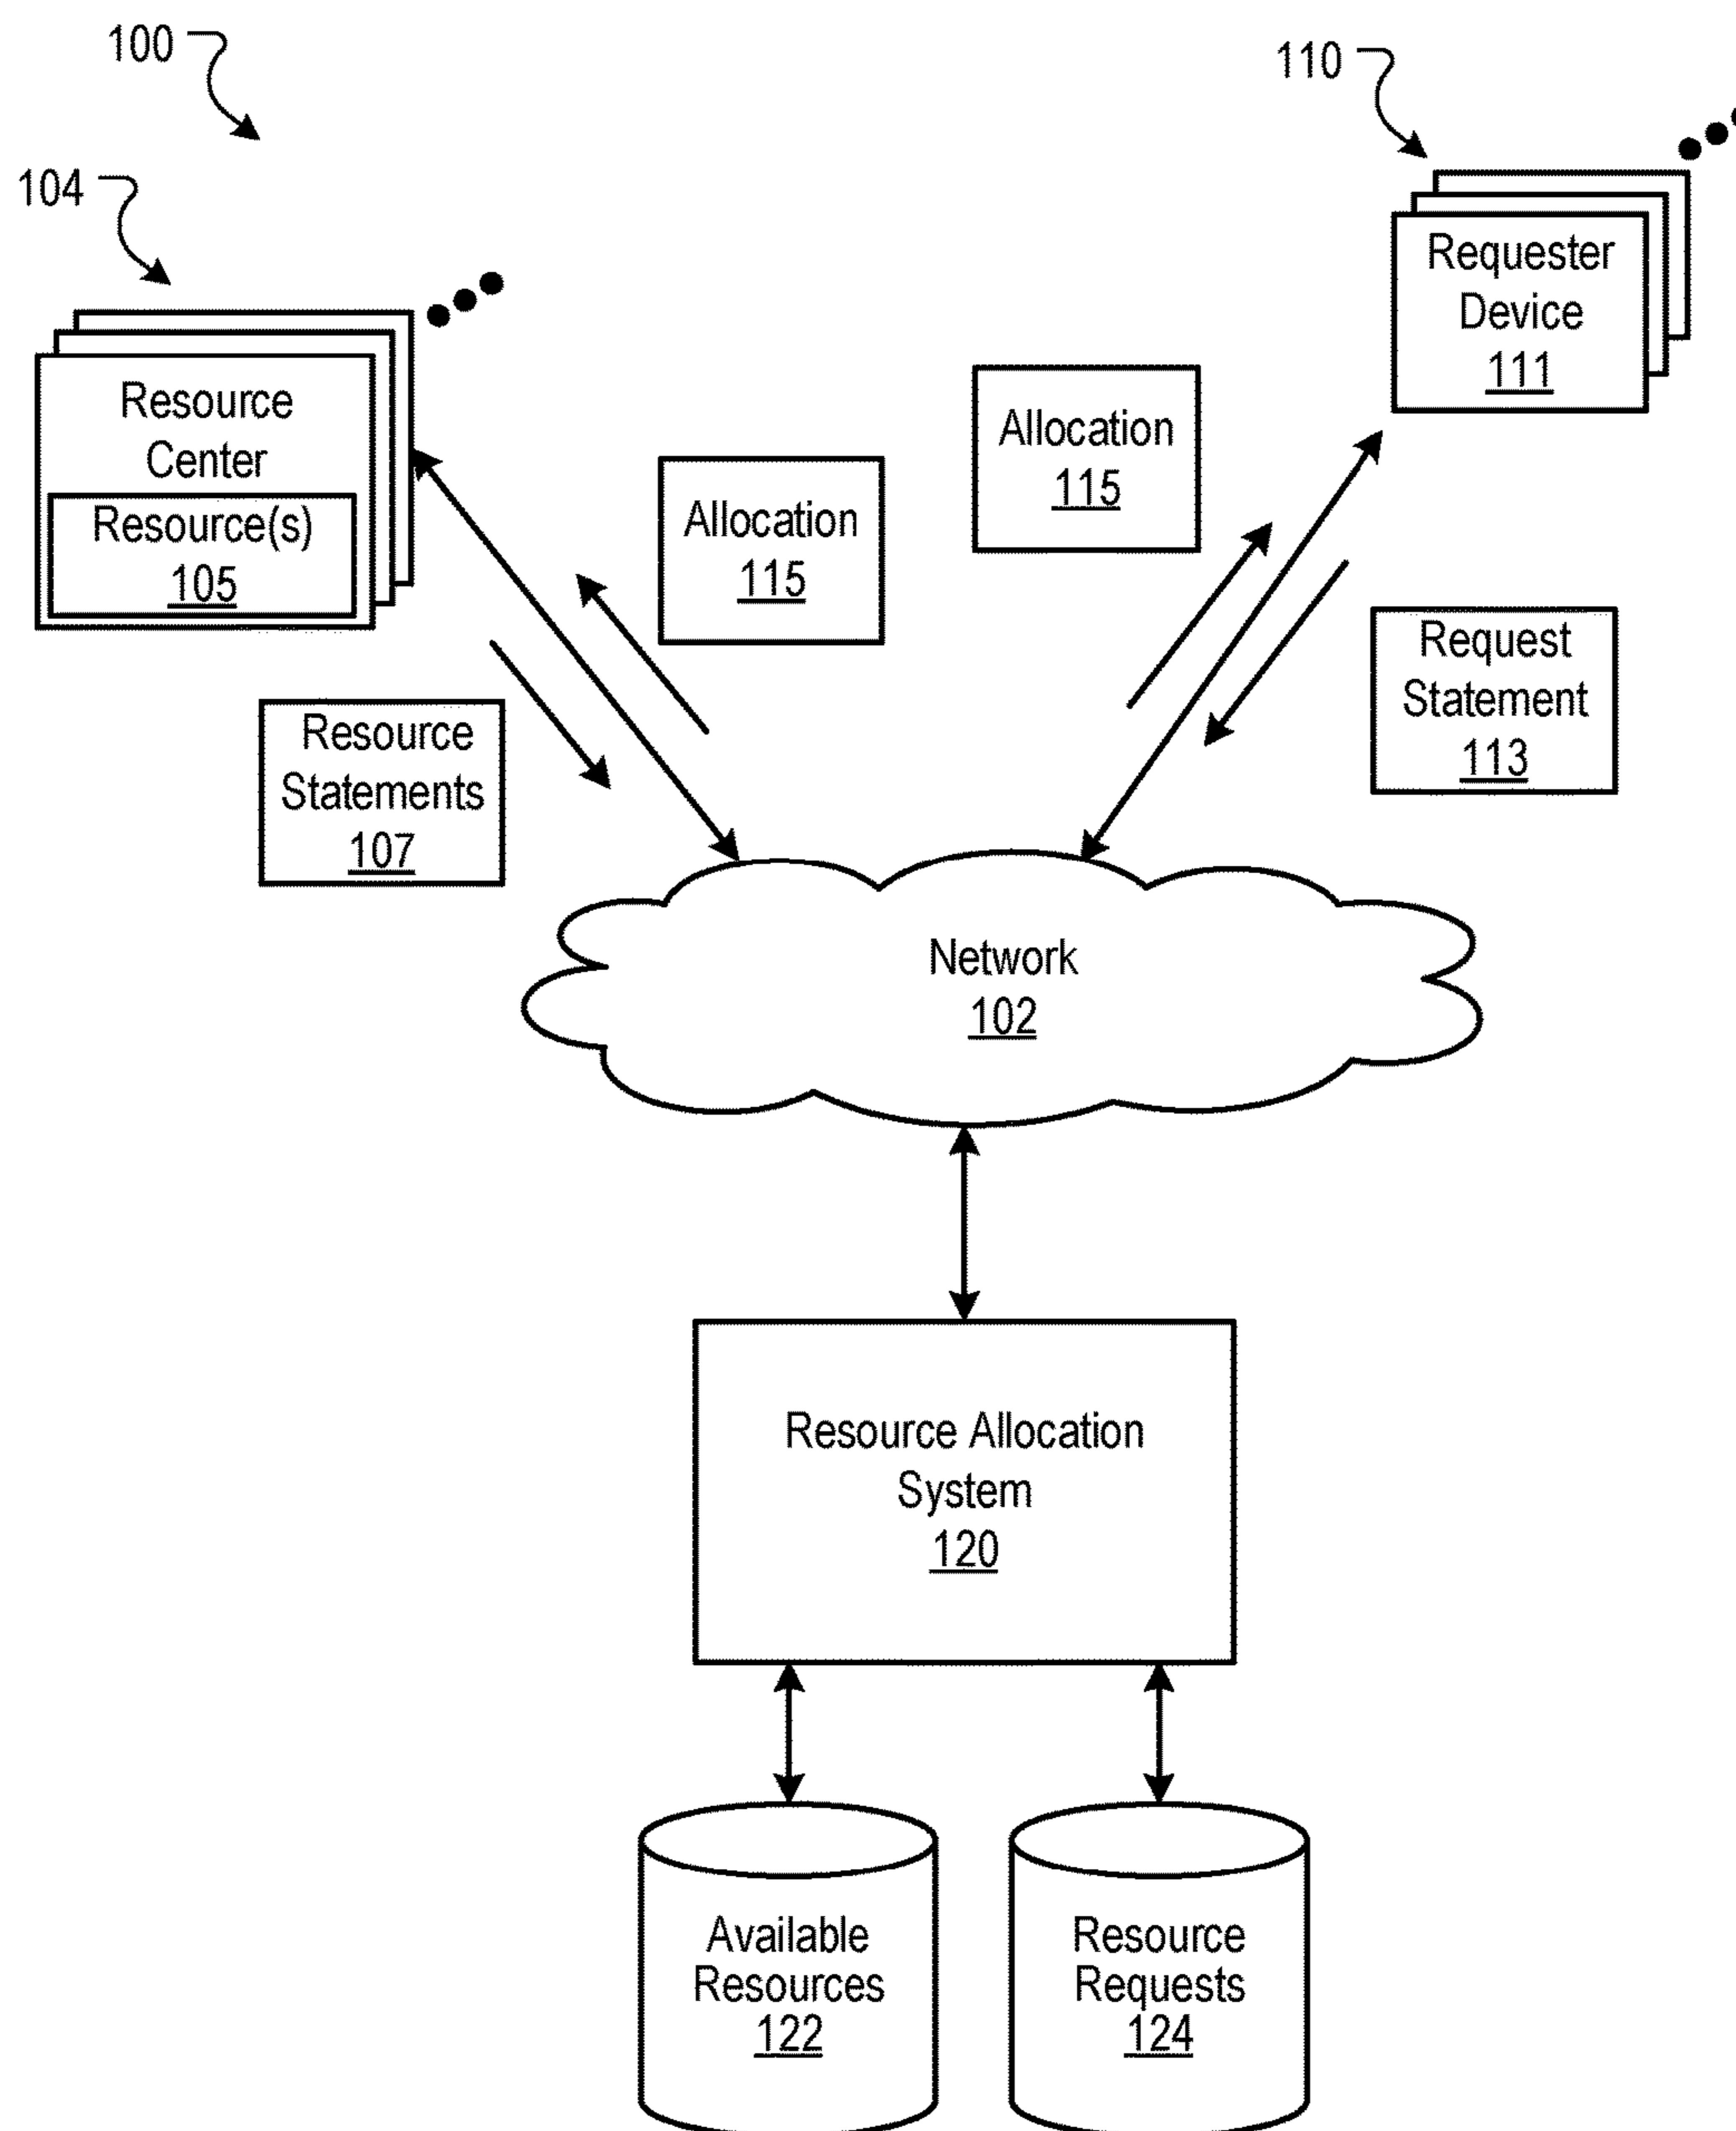 100
110
104
Requester
Device
111
Resource
Center
Resource(s)
105
Allocation
115
Allocation
115
Request
Statement
113
Resource
Statements
107
Network
102
Resource Allocation
System
120
Available
Resources
122
Resource
Requests
124